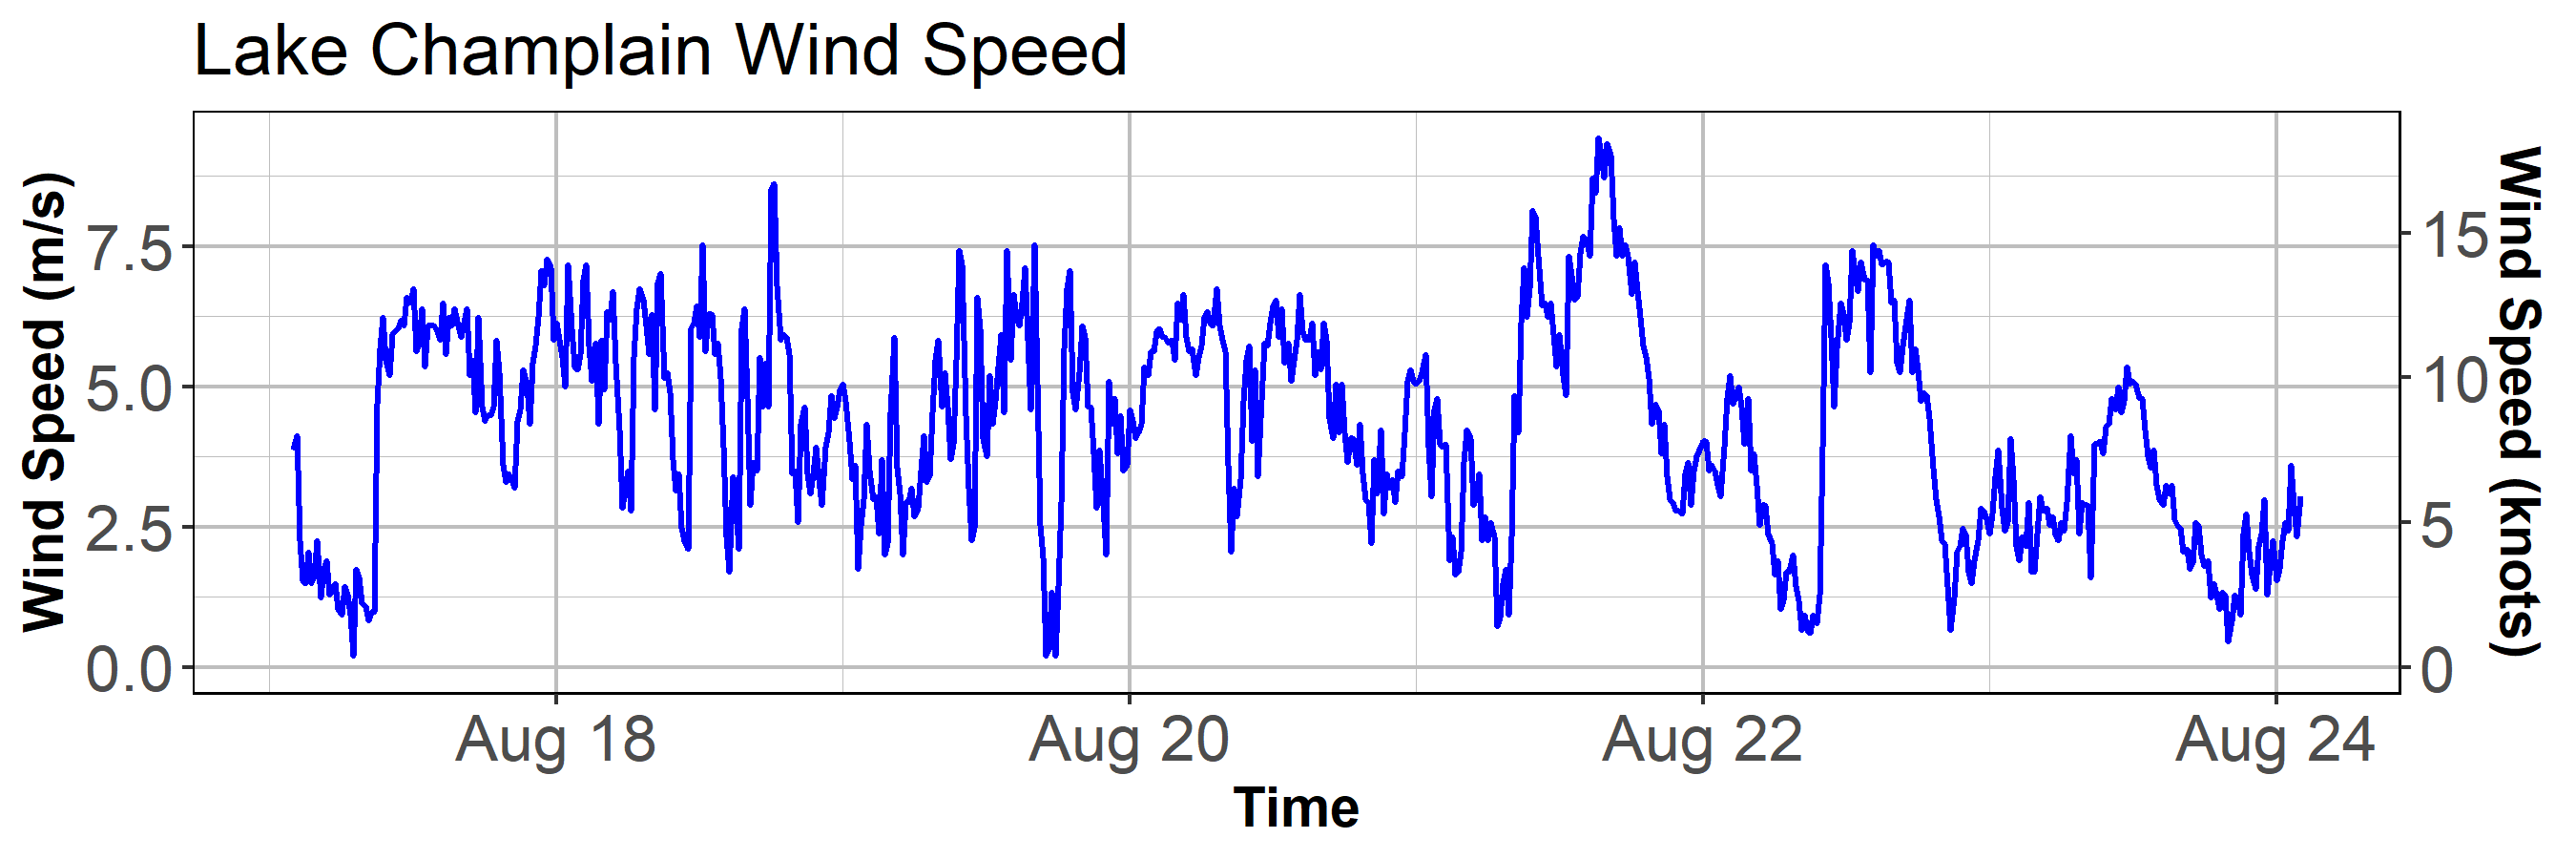 Lake Champlain Wind Speed
Wind Speed (m/s)
7.5
5.0
2.5
0.0
15
10
5
0
Wind Speed (knots)
Aug 18
Aug 20
Aug 22
Aug 24
Time